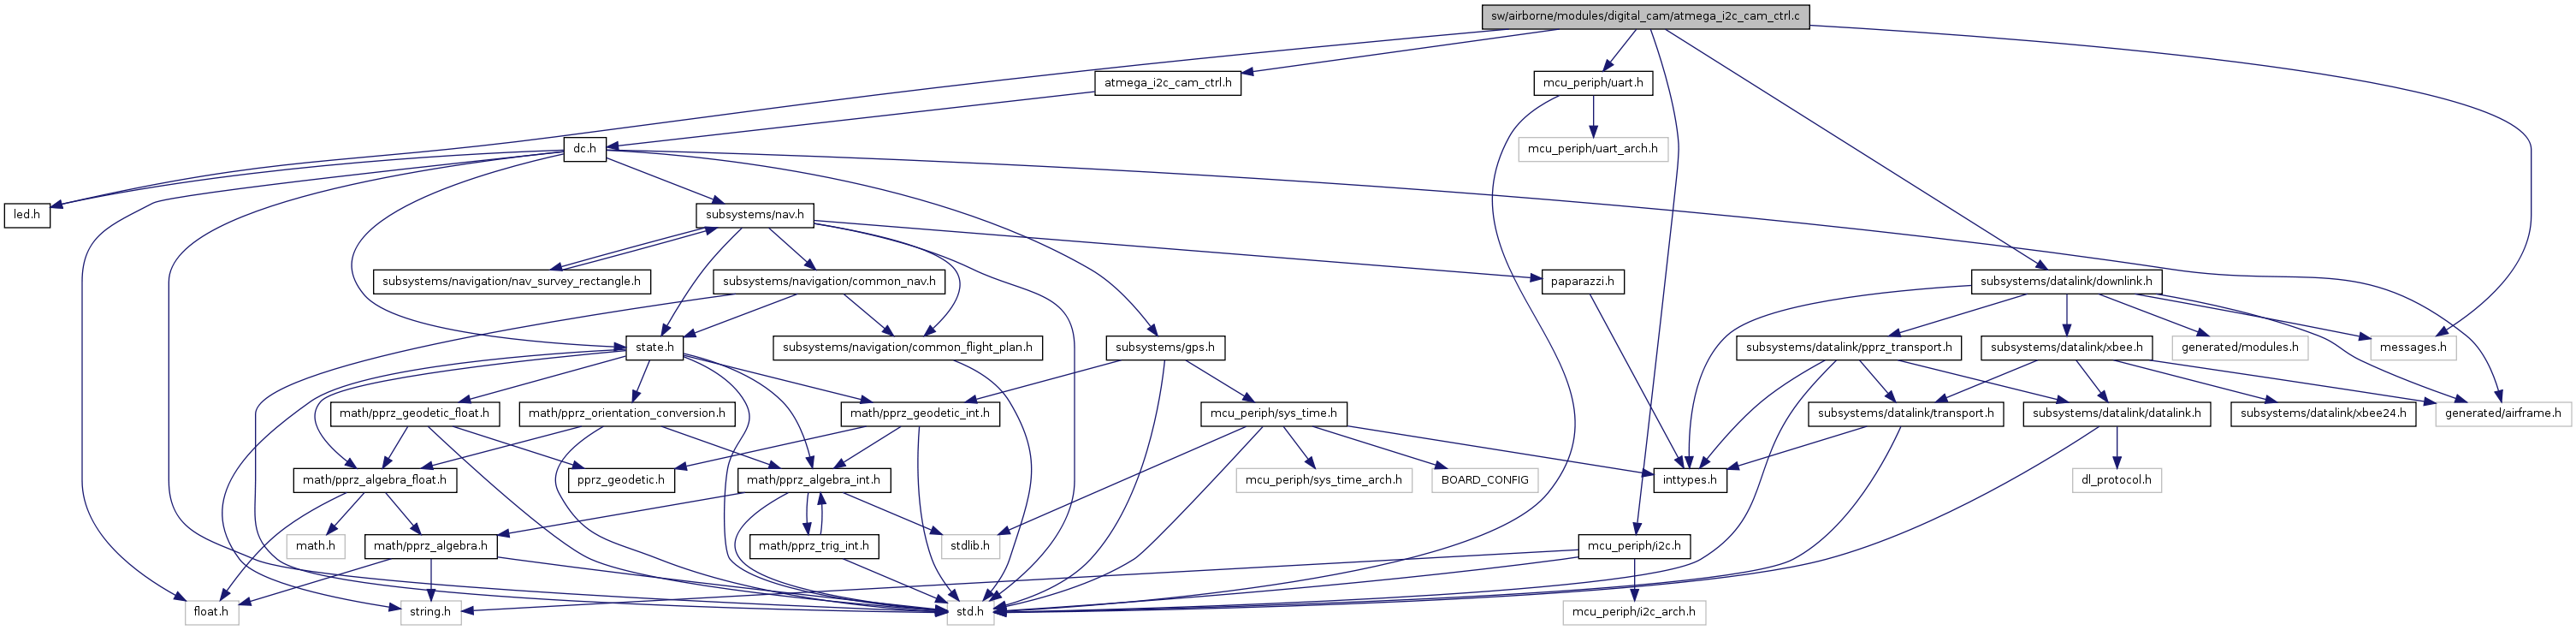 sw/airborne/modules/digital_cam/atmega_i2c_cam_ctrl.c
atmega_i2c_cam_ctrl.h
mcu_periph/uart.h
dc.h
mcu_periph/uart_arch.h
led.h
subsystems/nav.h
subsystems/navigation/nav_survey_rectangle.h
subsystems/navigation/common_nav.h
paparazzi.h
subsystems/datalink/downlink.h
state.h
subsystems/navigation/common_flight_plan.h
subsystems/gps.h
subsystems/datalink/pprz_transport.h
subsystems/datalink/xbee.h
generated/modules.h
messages.h
math/pprz_geodetic_float.h
math/pprz_orientation_conversion.h
math/pprz_geodetic_int.h
mcu_periph/sys_time.h
subsystems/datalink/transport.h
subsystems/datalink/datalink.h
subsystems/datalink/xbee24.h
generated/airframe.h
math/pprz_algebra_float.h
pprz_geodetic.h
math/pprz_algebra_int.h
mcu_periph/sys_time_arch.h
BOARD_CONFIG
inttypes.h
dl_protocol.h
math.h
math/pprz_algebra.h
math/pprz_trig_int.h
stdlib.h
mcu_periph/i2c.h
float.h
string.h
std.h
mcu_periph/i2c_arch.h